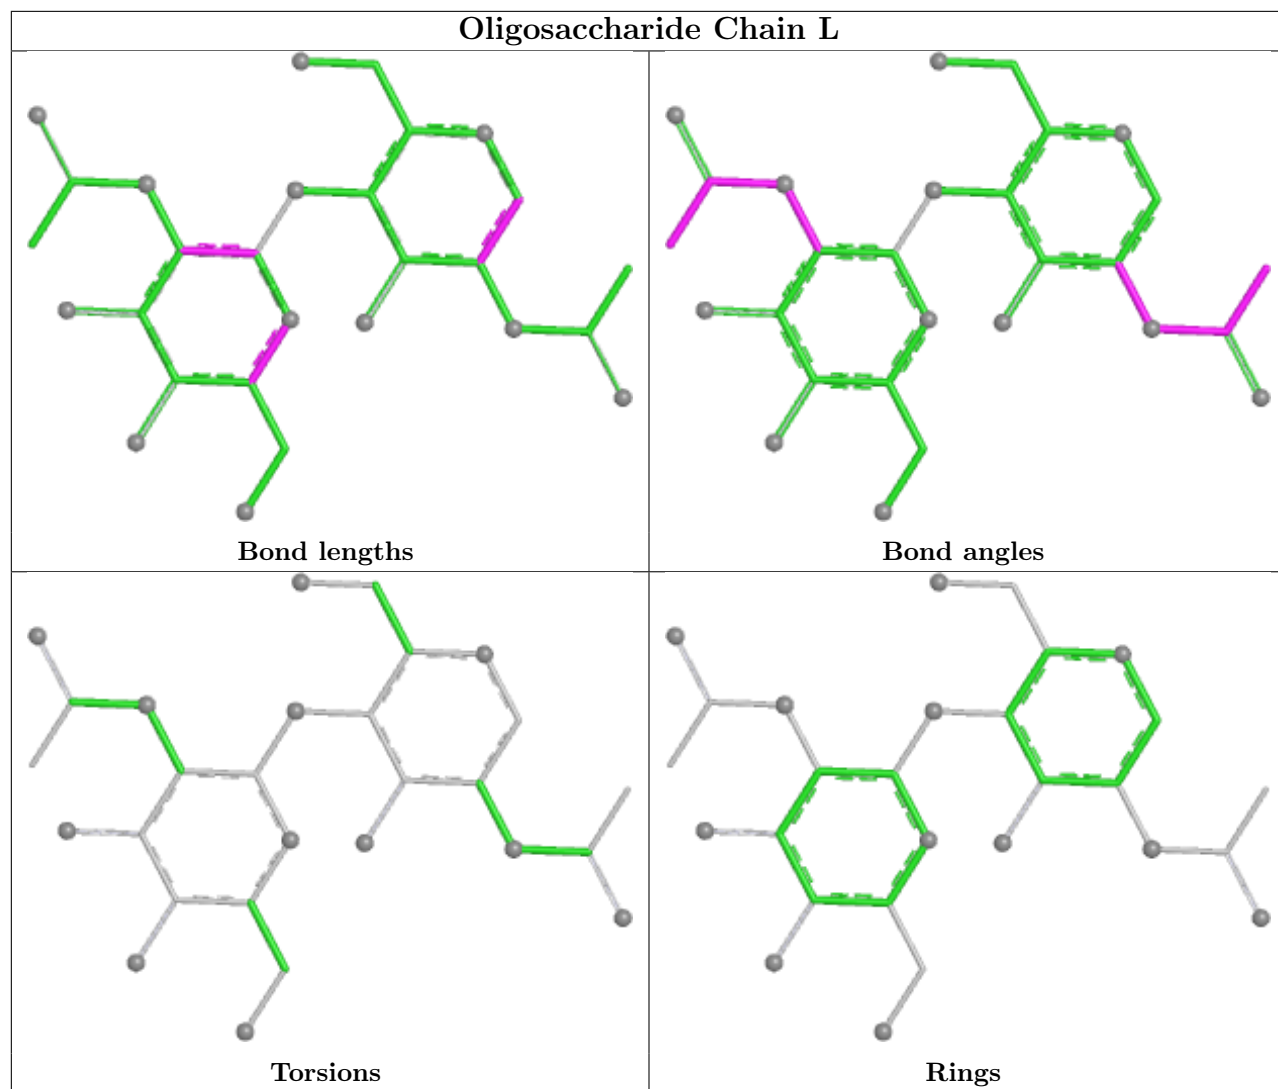 Oligosaccharide Chain L
Bond lengths
Bond angles
Torsions
Rings